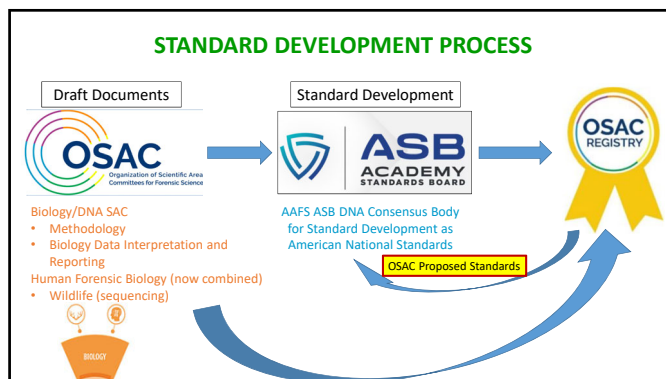 STANDARD DEVELOPMENT PROCESS
Draft Documents
Standard Development
OSAC
Organization of Scientific Area
Committees for Forensic Science
ASB
ACADEMY
STANDARDS BOARD
OSAC
REGISTRY
Biology/DNA SAC
• Methodology
• Biology Data Interpretation and
Reporting
Human Forensic Biology (now combined)
• Wildlife (sequencing)
AAFS ASB DNA Consensus Body
for Standard Development as
American National Standards
OSAC Proposed Standards
BIOLOGY